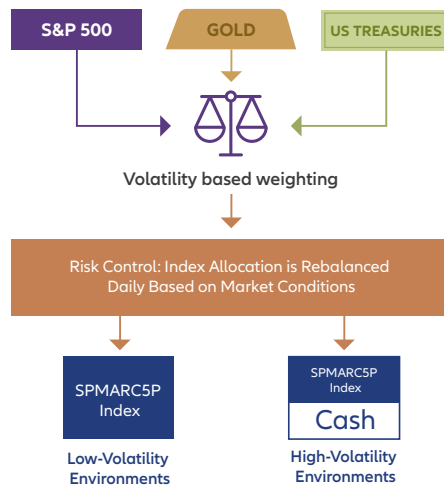 S&P 500
GOLD
US TREASURIES
Volatility based weighting
Risk Control: Index Allocation is Rebalanced
Daily Based on Market Conditions
SPMARC5P
Index
Low-Volatility
Environments
SPMARC5P
Index
Cash
High-Volatility
Environments